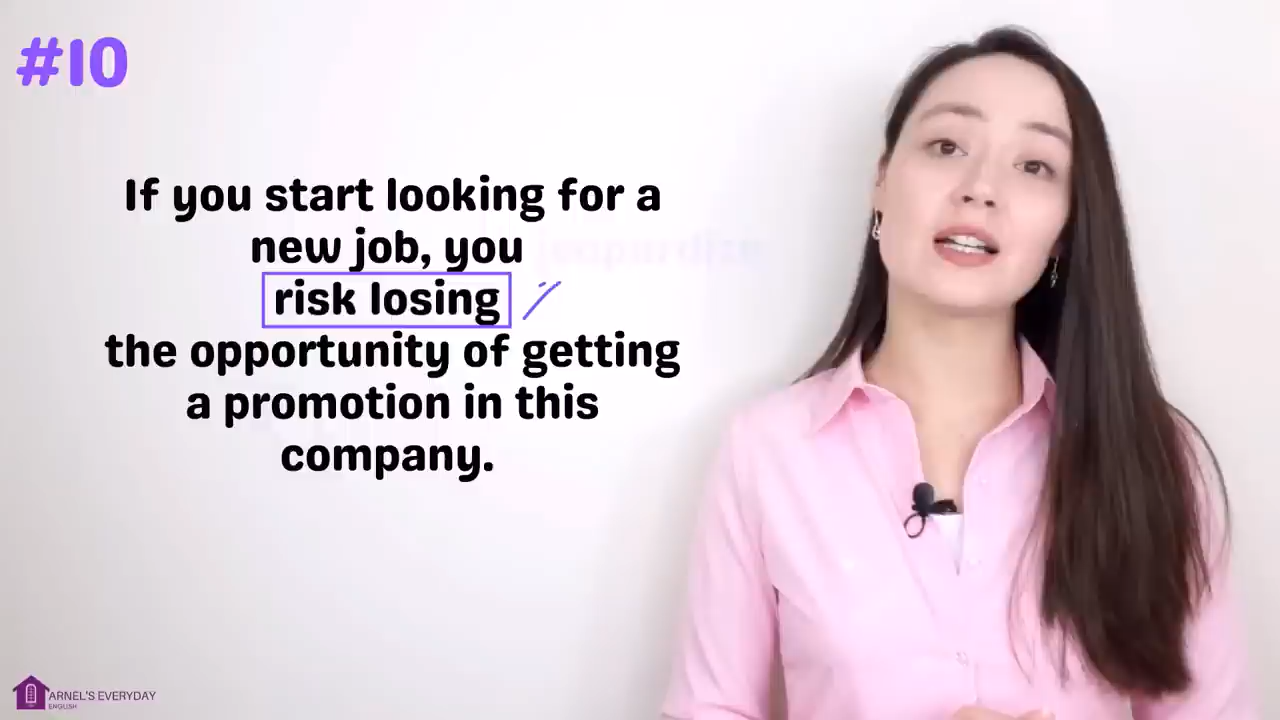 #10
If you start looking for a
new job, you
jeopardize
risk losing
the opportunity of getting
a promotion in this
company.
ARNEL'S EVERYDAY
ENGLISH